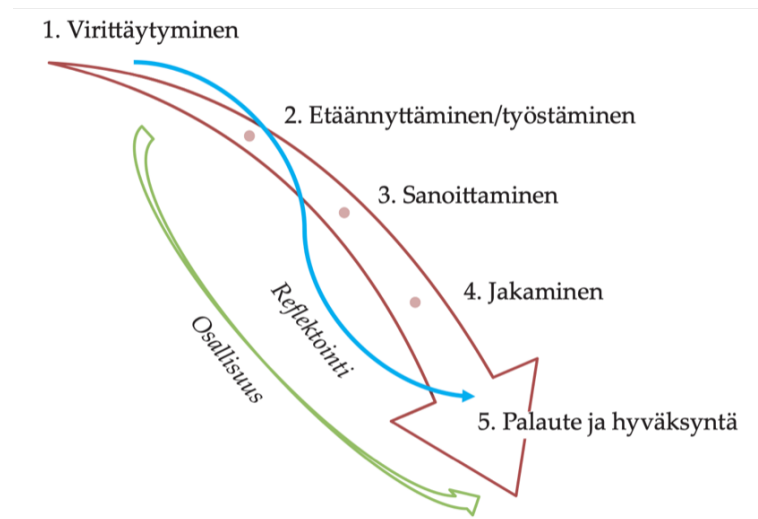 1. Virittäytyminen
2. Etäännyttäminen/työstäminen
3. Sanoittaminen
4. Jakaminen
Reflektointi
Osallisuus
5. Palaute ja hyväksyntä